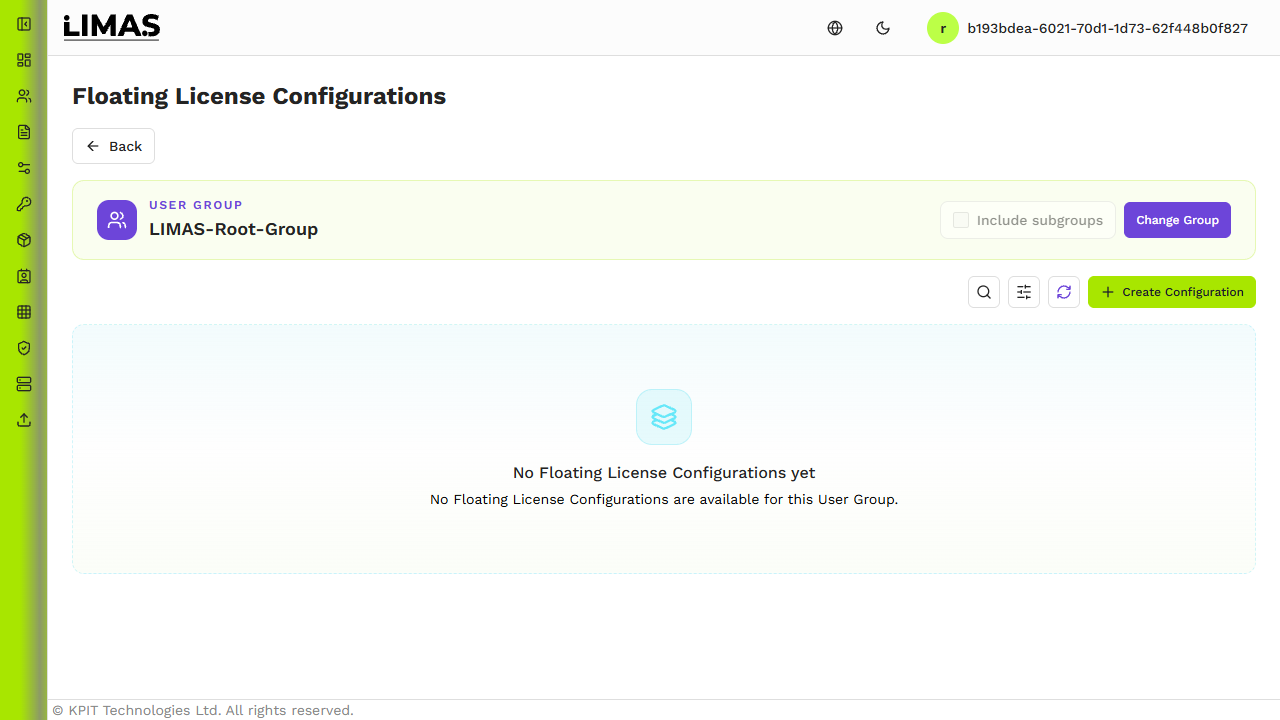 LIMAS
r
b193bdea-6021-70d1-1d73-62f448b0f827
Floating License Configurations
Back
USER GROUP
LIMAS-Root-Group
Include subgroups
Change Group
Create Configuration
No Floating License Configurations yet
No Floating License Configurations are available for this User Group.
© KPIT Technologies Ltd. All rights reserved.